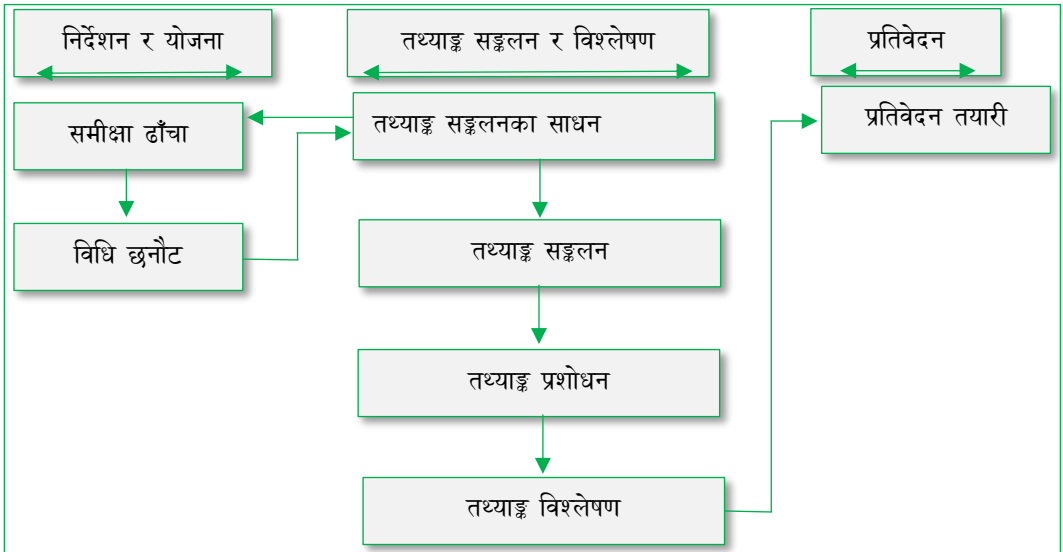 निर्देशन र योजना
तथ्याङ्क सङ्कलन र विश्लेषण
प्रतिवेदन
समीक्षा ढाँचा
तथ्याङ्क सङ्कलनका साधन
प्रतिवेदन तयारी
विधि छनौट
तथ्याङ्क सङ्कलन
तथ्याङ्क प्रशोधन
तथ्याङ्क विश्लेषण